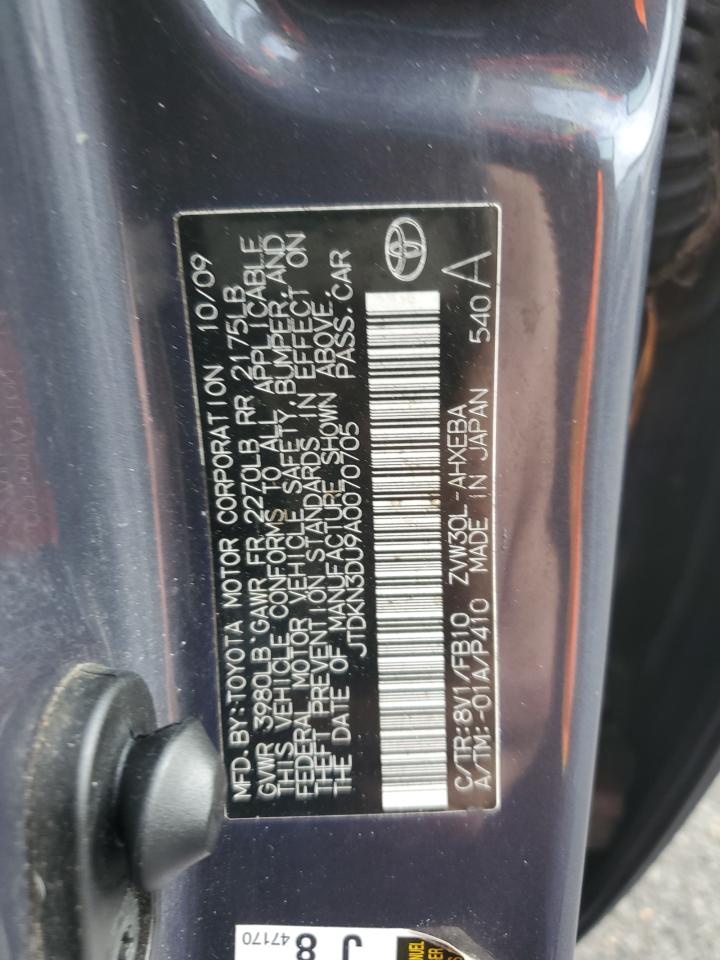 MFD. BY: TOYOTA MOTOR CORPORATION 10/09
GVWR 3980LB GAWR FR 2270LB RR 2175LB
THIS VEHICLE CONFORMS TO ALL APPLICABLE
FEDERAL MOTOR VEHICLE SAFETY, BUMPER, AND
THEFT PREVENTION STANDARDS IN EFFECT ON
THE DATE OF MANUFACTURE SHOWN ABOVE.
JTDKN3DU9A0070705 PASS. CAR
C/TR: 8V1/FB10 ZVW30L-AHXEBA
A/TM: -01A/P410 MADE IN JAPAN 540 A
47170
J 8